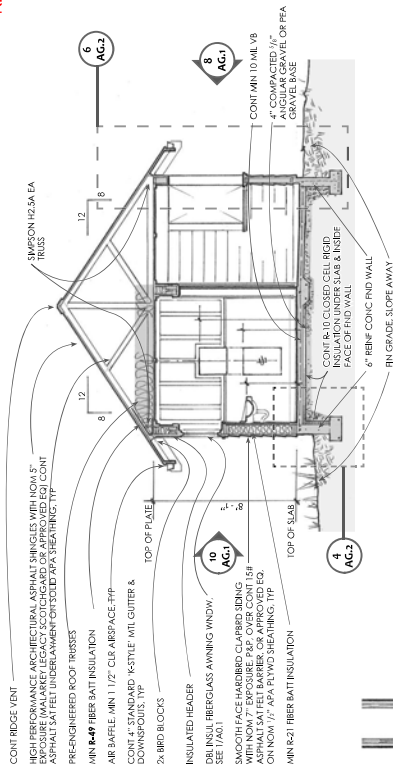 CONT RIDGE VENT
HIGH PERFORMANCE ARCHITECTURAL ASPHALT SHINGLES WITH NOM 5"
EXPOSURE (MALARKEY LEGACY SCOTCHGARD OR APPROVED EQ) CONT
ASPHALT SAT FELT UNDERLAYMENT ON SOLID APA SHEATHING, TYP
PRE-ENGINEERED ROOF TRUSSES
MIN R-49 FIBER BATT INSULATION
AIR BAFFLE, MIN 1 1/2" CLR AIRSPACE, TYP
CONT 4" STANDARD "K-STYLE" MTL GUTTER &
DOWNSPOUTS, TYP
2x BIRD BLOCKS
INSULATED HEADER
DBL INSUL FIBERGLASS AWNING WNDW,
SEE 1/A0.1
SMOOTH FACE HARDIBRD CLAPBRD SIDING
WITH NOM 7" EXPOSURE, P&P, OVER CONT 15#
ASPHALT SAT FELT BARRIER, OR APPROVED EQ,
ON NOM 1/2" APA PLYWD SHEATHING, TYP
MIN R-21 FIBER BATT INSULATION
SIMPSON H2.5A EA
TRUSS
12
8
12
8
TOP OF PLATE
TOP OF SLAB
10
AG.1
4
AG.2
6
AG.2
8
AG.1
CONT MIN 10 MIL VB
4" COMPACTED 5/8"
ANGULAR GRAVEL OR PEA
GRAVEL BASE
CONT R-10 CLOSED CELL RIGID
INSULATION UNDER SLAB & INSIDE
FACE OF FND WALL
6" REINF CONC FND WALL
FIN GRADE, SLOPE AWAY